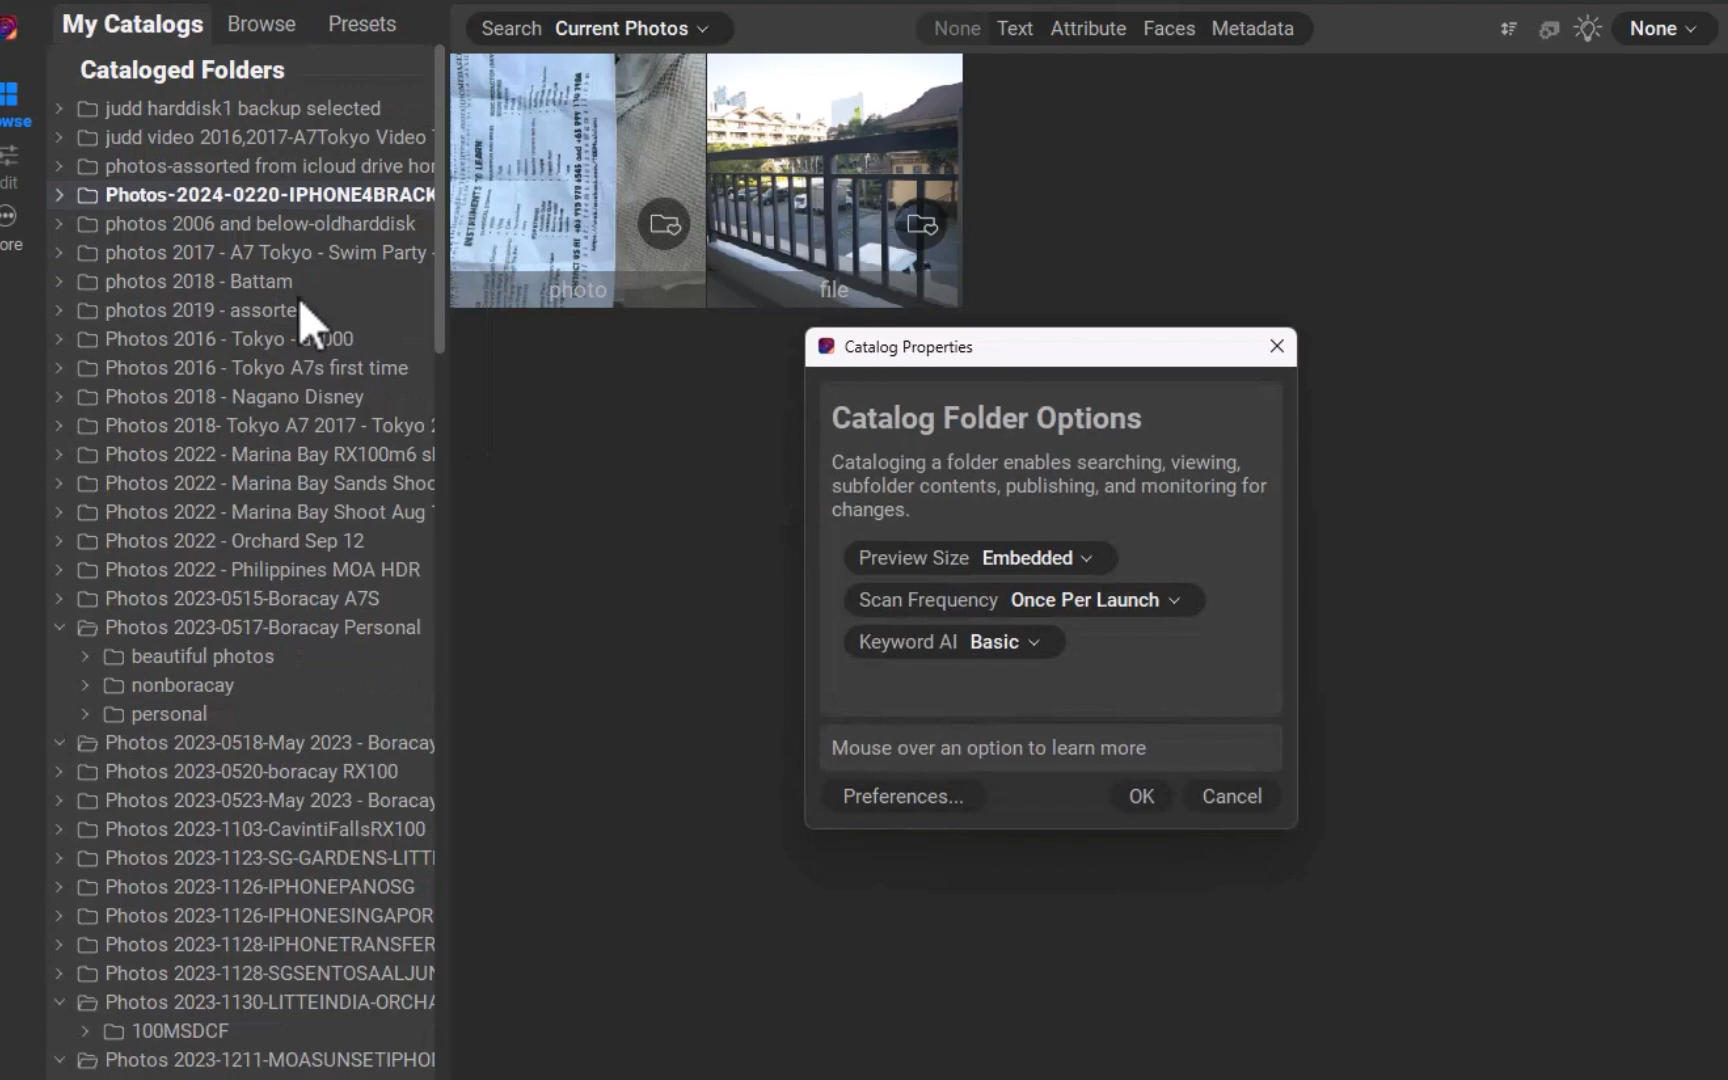 My Catalogs Browse Presets
Search Current Photos
None Text Attribute Faces Metadata
None
Cataloged Folders
judd harddisk1 backup selected
judd video 2016,2017-A7Tokyo Video
photos-assorted from icloud drive hor
Photos-2024-0220-IPHONE4BRACK
photos 2006 and below-oldharddisk
photos 2017 - A7 Tokyo - Swim Party -
photos 2018 - Battam
photos 2019 - assorte
Photos 2016 - Tokyo - 000
Photos 2016 - Tokyo A7s first time
Photos 2018 - Nagano Disney
Photos 2018- Tokyo A7 2017 - Tokyo 2
Photos 2022 - Marina Bay RX100m6 sl
Photos 2022 - Marina Bay Sands Shoo
Photos 2022 - Marina Bay Shoot Aug
Photos 2022 - Orchard Sep 12
Photos 2022 - Philippines MOA HDR
Photos 2023-0515-Boracay A7S
Photos 2023-0517-Boracay Personal
beautiful photos
nonboracay
personal
Photos 2023-0518-May 2023 - Boracay
Photos 2023-0520-boracay RX100
Photos 2023-0523-May 2023 - Boracay
Photos 2023-1103-CavintiFallsRX100
Photos 2023-1123-SG-GARDENS-LITTI
Photos 2023-1126-IPHONEPANOSG
Photos 2023-1126-IPHONESINGAPOR
Photos 2023-1128-IPHONETRANSFER
Photos 2023-1128-SGSENTOSAALJUN
Photos 2023-1130-LITTEINDIA-ORCHA
100MSDCF
Photos 2023-1211-MOASUNSETIPHO
owse
dit
ore
INSTRUMENTS TO LEARN
photo
file
Catalog Properties
Catalog Folder Options
Cataloging a folder enables searching, viewing,
subfolder contents, publishing, and monitoring for
changes.
Preview Size Embedded
Scan Frequency Once Per Launch
Keyword AI Basic
Mouse over an option to learn more
Preferences... OK Cancel